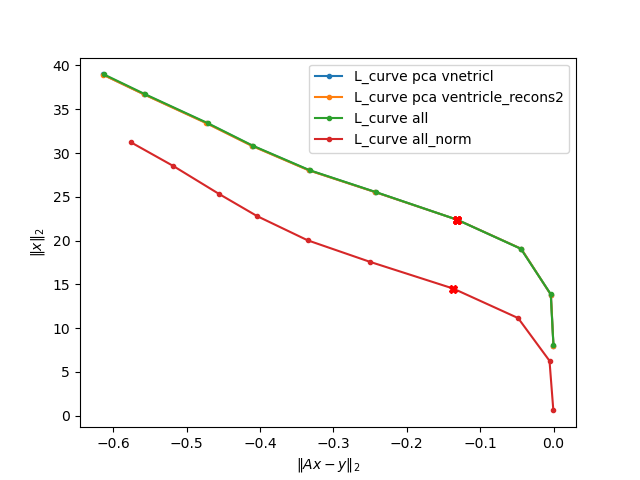 L_curve pca vnetricl
L_curve pca ventricle_recons2
L_curve all
L_curve all_norm
40
35
30
25
20
15
10
5
0
‖x‖₂
−0.6 −0.5 −0.4 −0.3 −0.2 −0.1 0.0
‖Ax − y‖₂